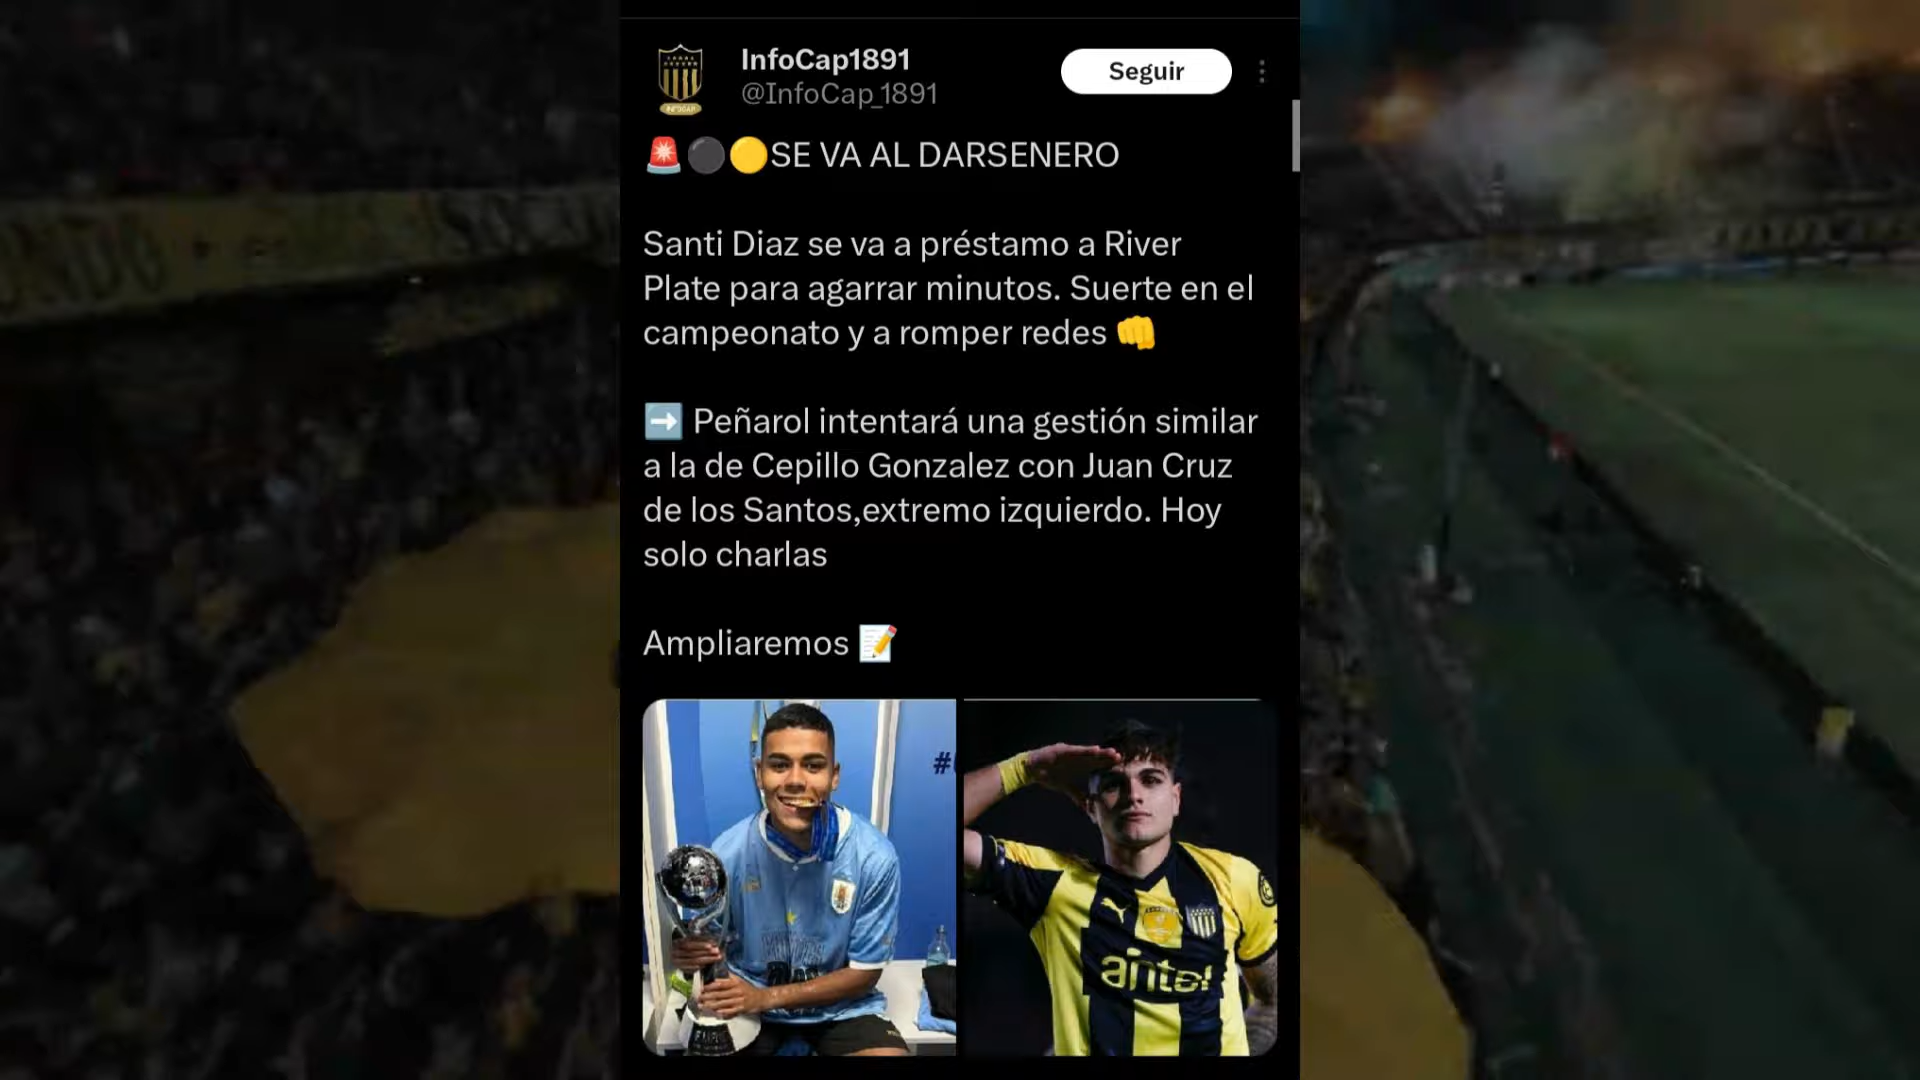 InfoCap1891
@InfoCap_1891
Seguir
INFOCAP
🚨⚫🟡SE VA AL DARSENERO
Santi Diaz se va a préstamo a River
Plate para agarrar minutos. Suerte en el
campeonato y a romper redes 👊
➡️ Peñarol intentará una gestión similar
a la de Cepillo Gonzalez con Juan Cruz
de los Santos,extremo izquierdo. Hoy
solo charlas
Ampliaremos 📝
#
antel